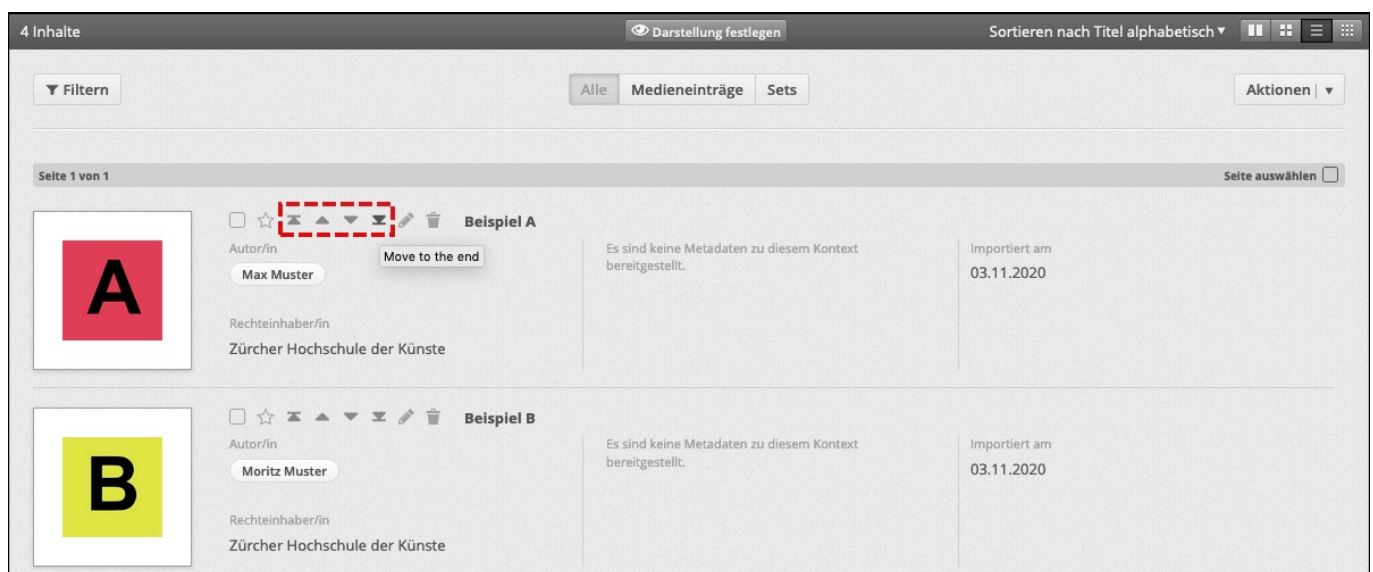 4 Inhalte
Darstellung festlegen
Sortieren nach Titel alphabetisch
Filtern
Alle Medieneinträge Sets
Aktionen
Seite 1 von 1
Seite auswählen
A
Beispiel A
Move to the end
Autor/in
Max Muster
Rechteinhaber/in
Zürcher Hochschule der Künste
Es sind keine Metadaten zu diesem Kontext
bereitgestellt.
Importiert am
03.11.2020
B
Beispiel B
Autor/in
Moritz Muster
Rechteinhaber/in
Zürcher Hochschule der Künste
Es sind keine Metadaten zu diesem Kontext
bereitgestellt.
Importiert am
03.11.2020